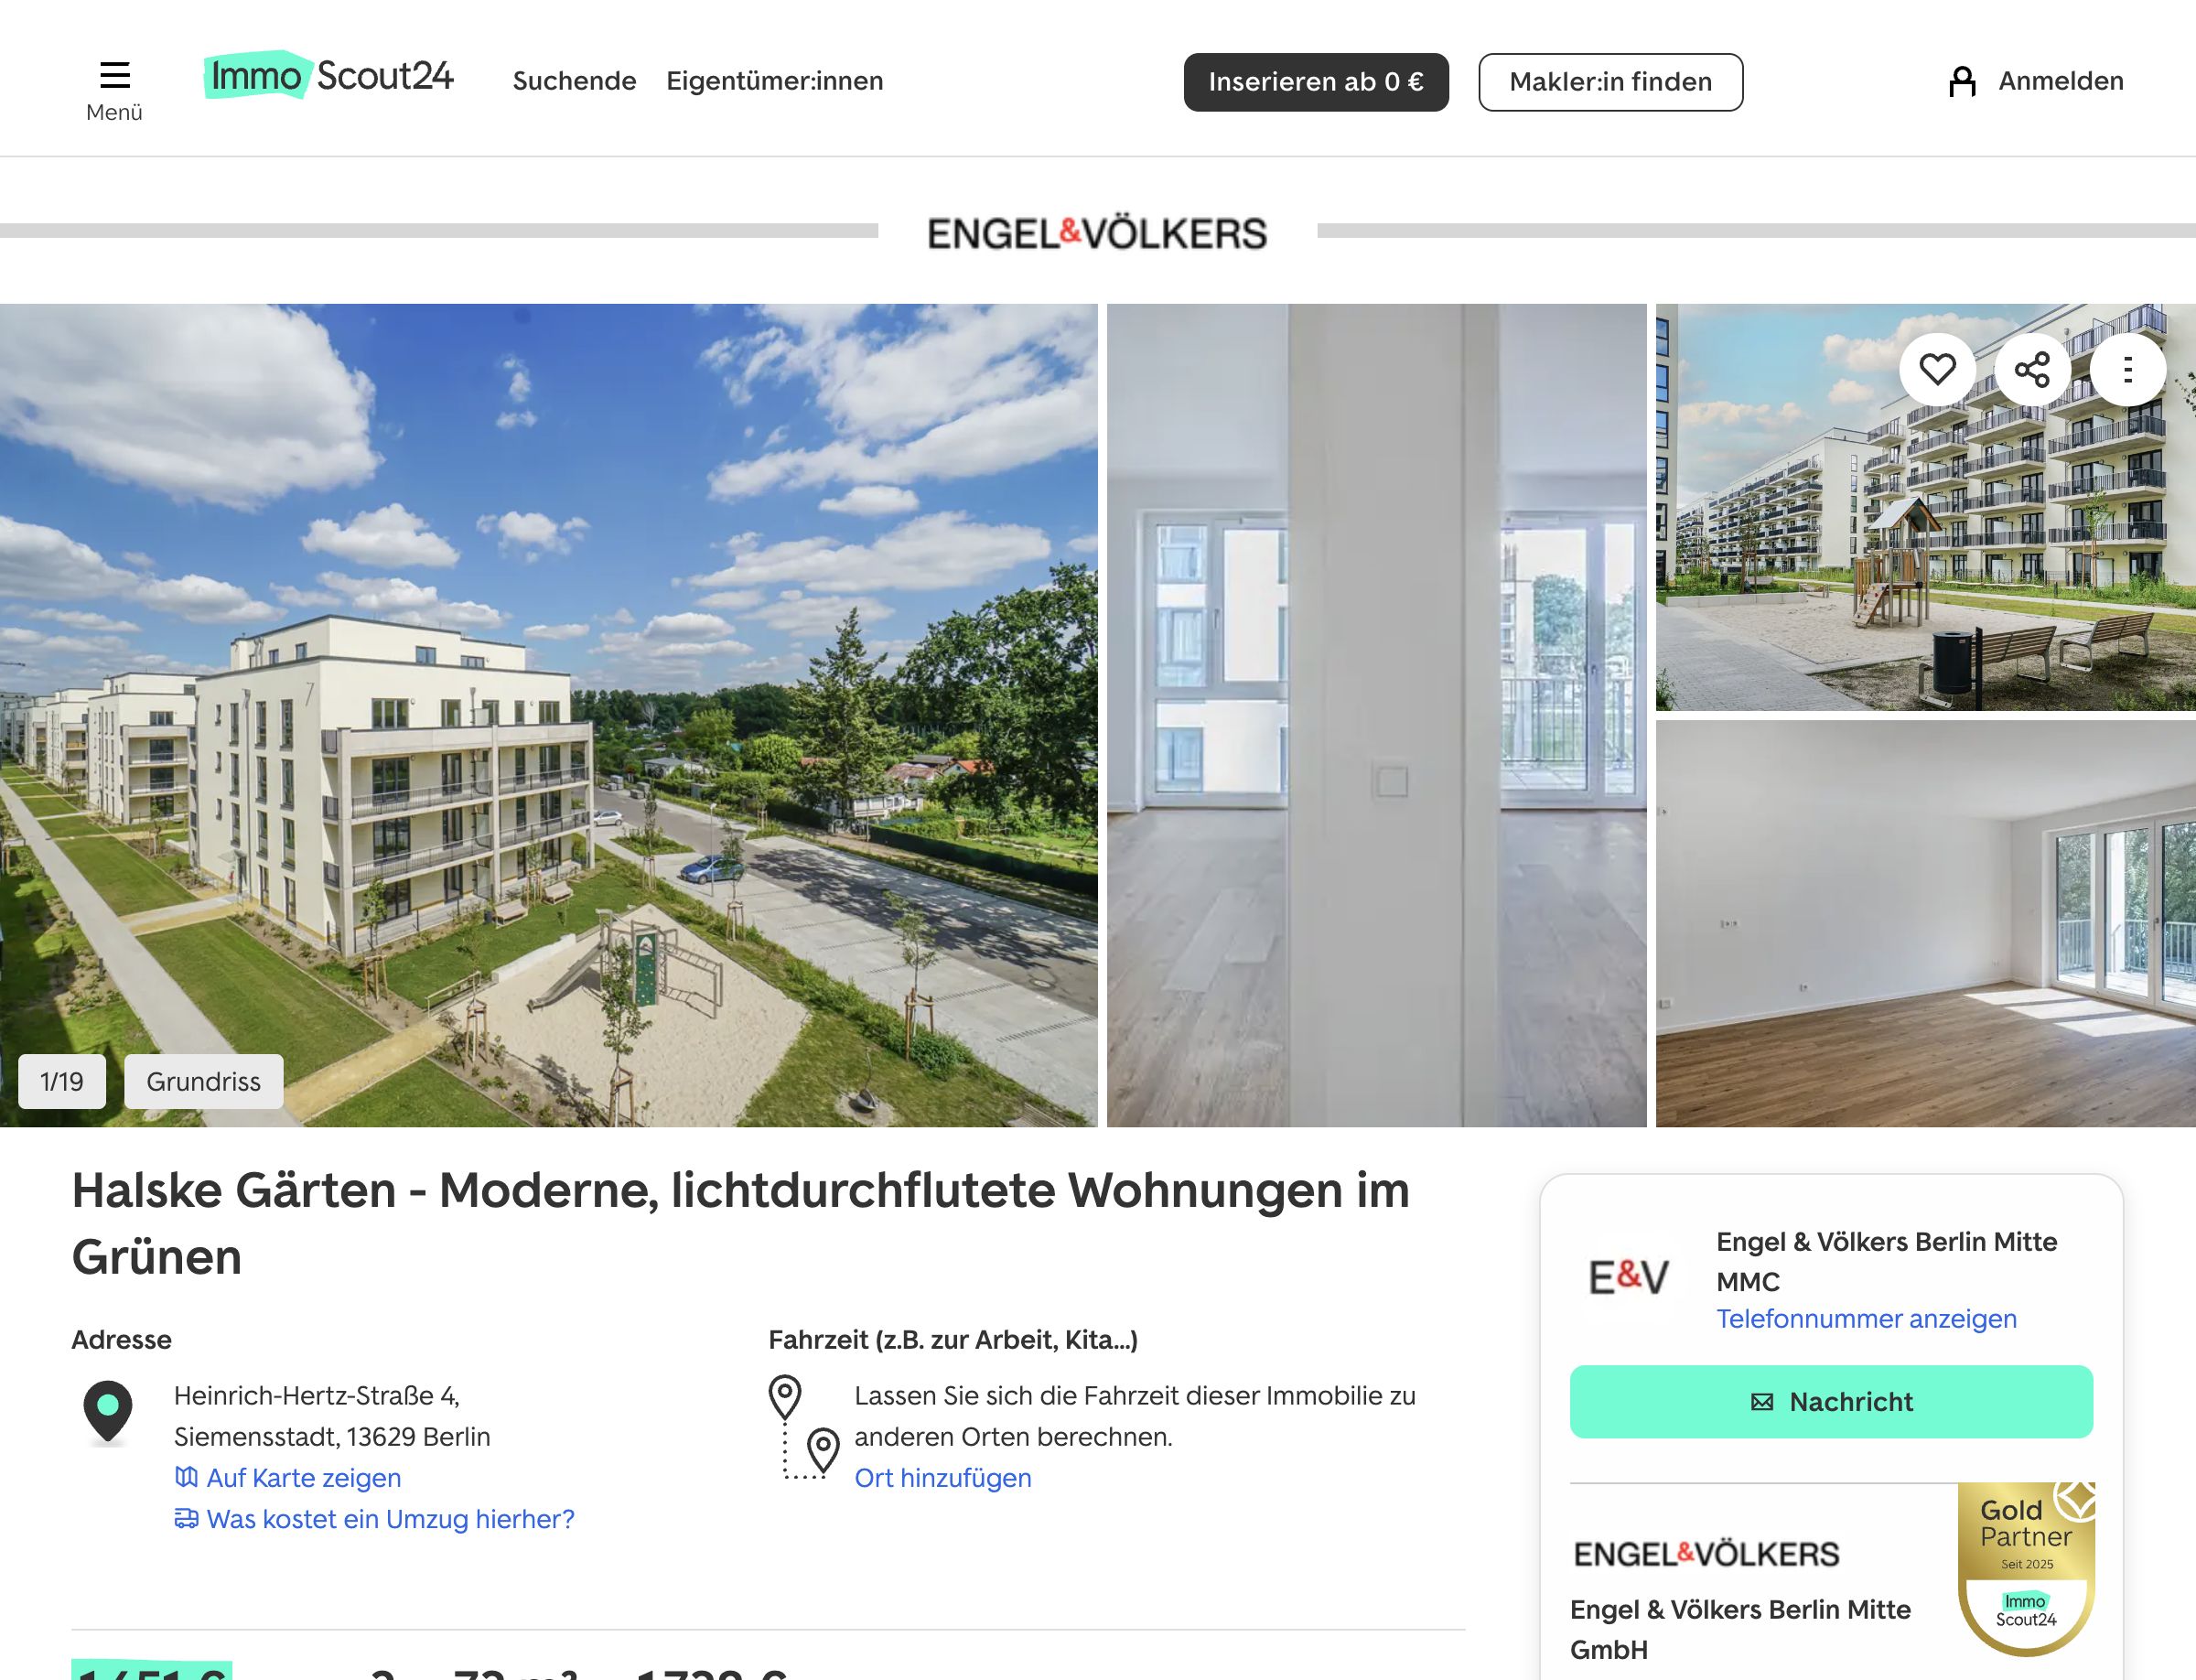 Menü
ImmoScout24
Suchende
Eigentümer:innen
Inserieren ab 0 €
Makler:in finden
Anmelden
ENGEL&VÖLKERS
1/19
Grundriss
Halske Gärten - Moderne, lichtdurchflutete Wohnungen im
Grünen
Adresse
Heinrich-Hertz-Straße 4,
Siemensstadt, 13629 Berlin
Auf Karte zeigen
Was kostet ein Umzug hierher?
Fahrzeit (z.B. zur Arbeit, Kita...)
Lassen Sie sich die Fahrzeit dieser Immobilie zu
anderen Orten berechnen.
Ort hinzufügen
E&V
Engel & Völkers Berlin Mitte
MMC
Telefonnummer anzeigen
Nachricht
ENGEL&VÖLKERS
Engel & Völkers Berlin Mitte
GmbH
Gold
Partner
Seit 2025
Immo
Scout24